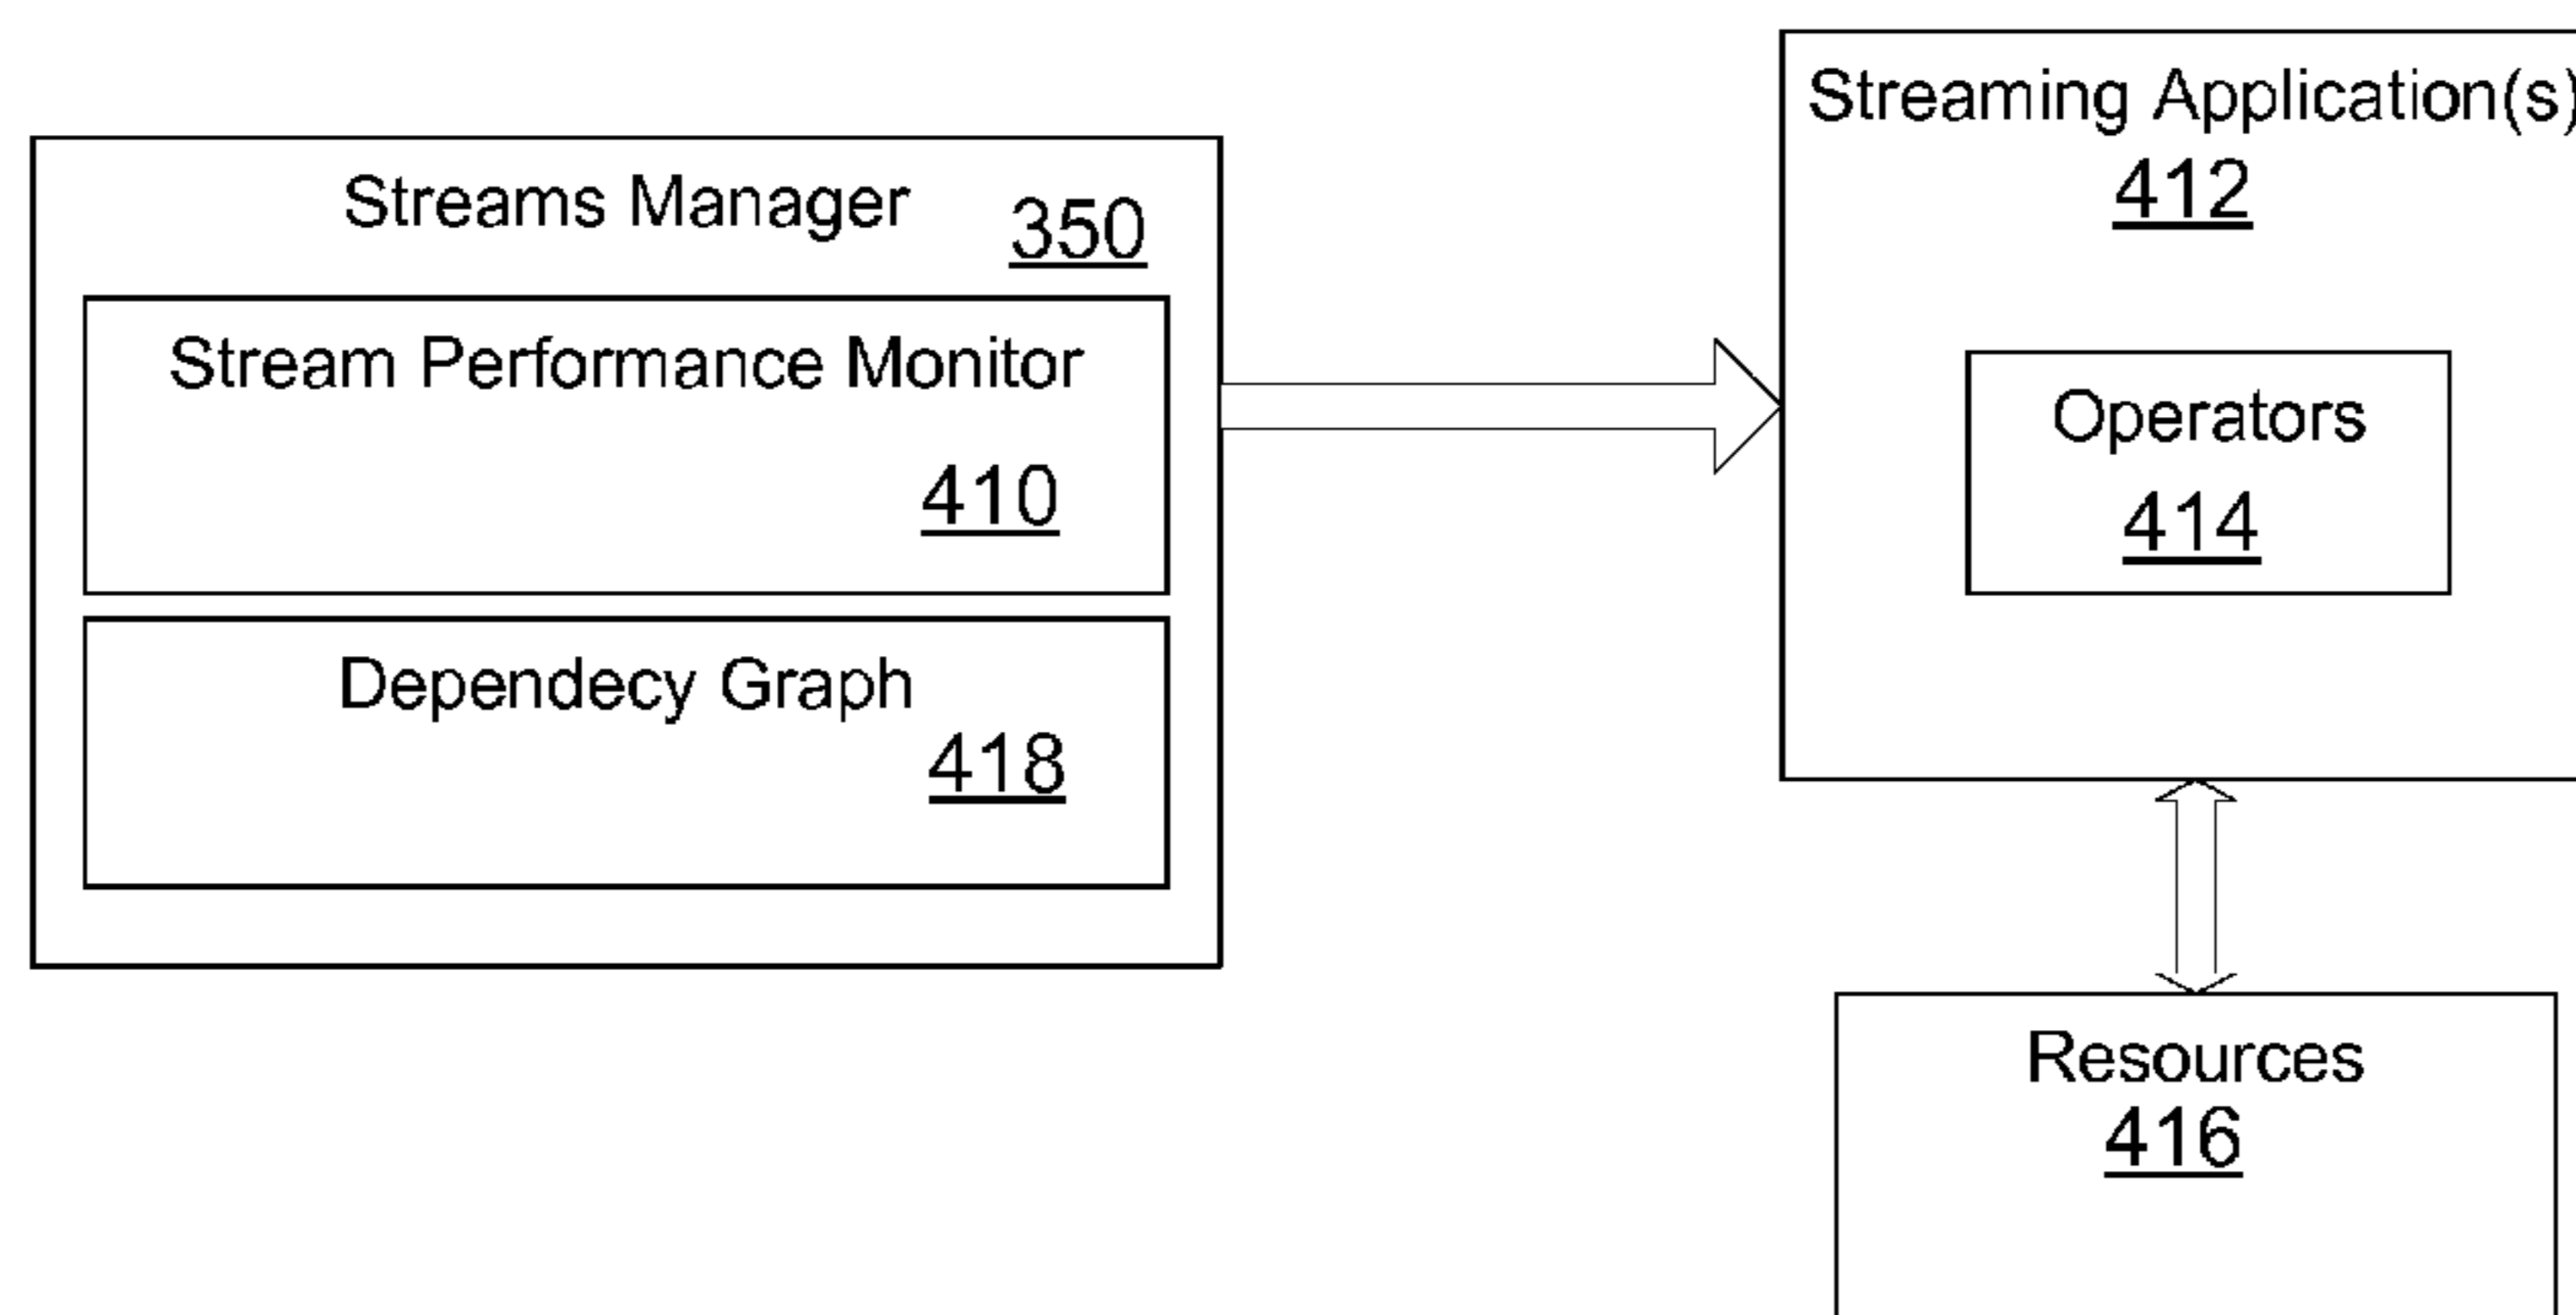 Streams Manager
350
Stream Performance Monitor
410
Dependecy Graph
418
Streaming Application(s)
412
Operators
414
Resources
416